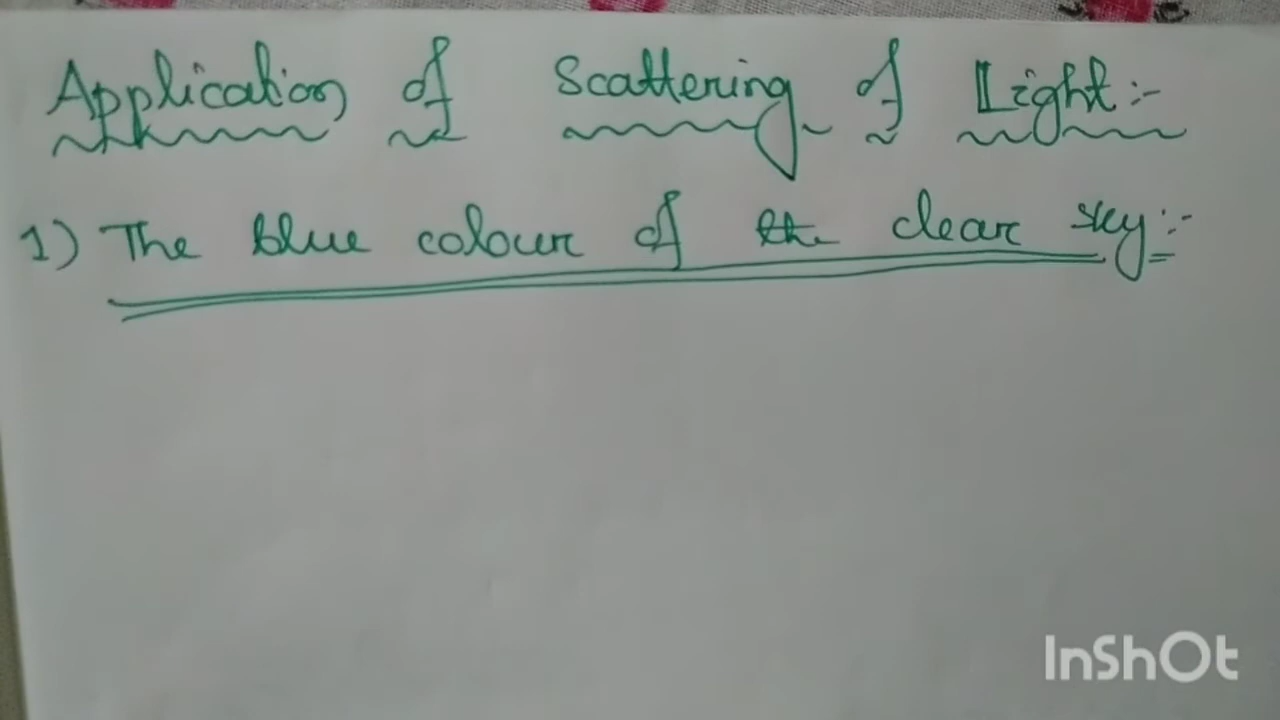 Application of Scattering of Light:-
1) The blue colour of the clear sky:-
InShOt